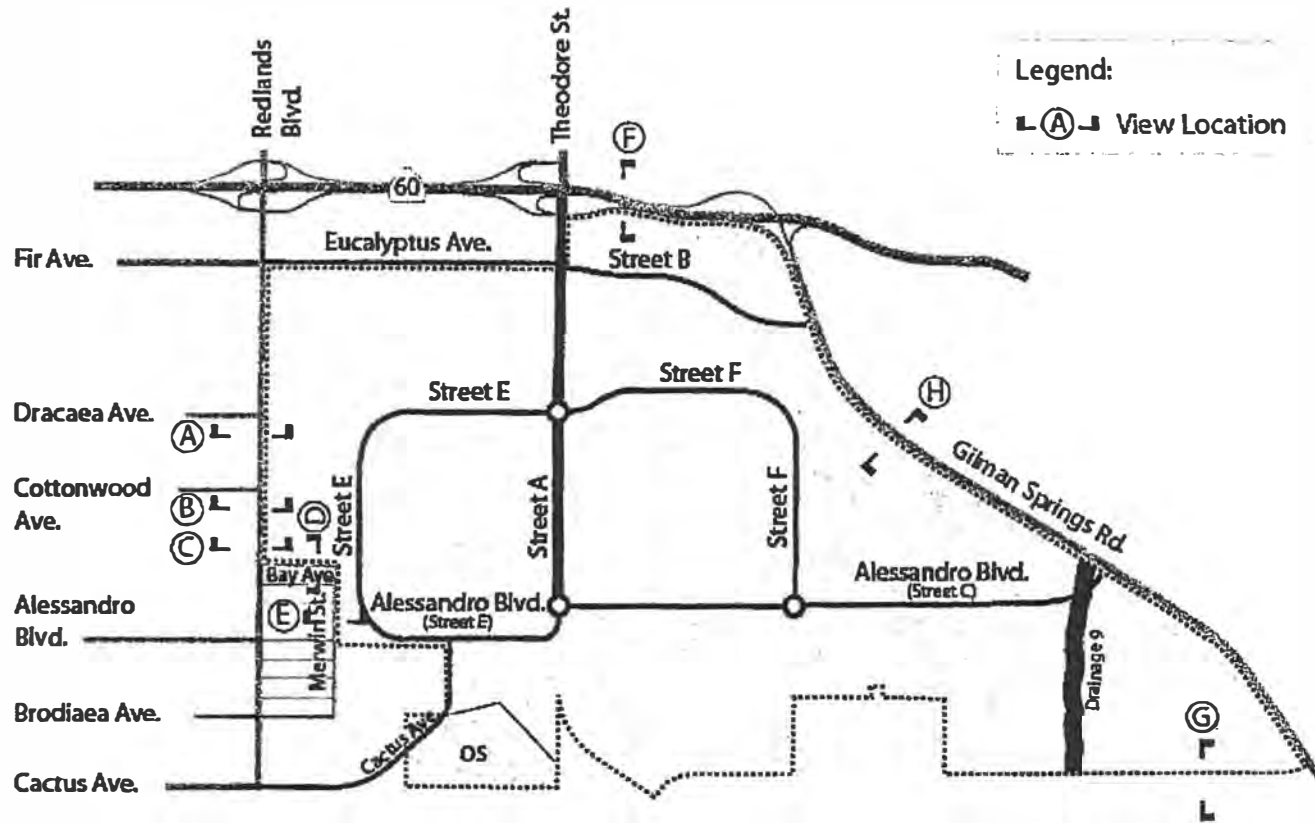 Redlands
Blvd.
Theodore St.
Legend:
A View Location
F
60
Eucalyptus Ave.
Fir Ave.
Street B
Street F
Street E
H
Dracaea Ave.
A
Gilman Springs Rd.
Cottonwood
Ave.
B
D
Street E
Street A
Street F
C
Bay Ave.
Alessandro Blvd.
(Street C)
Alessandro
Blvd.
E
Merwin St.
Alessandro Blvd.
(Street E)
Drainage 9
Brodiaea Ave.
G
Cactus Ave.
OS
Cactus Ave.